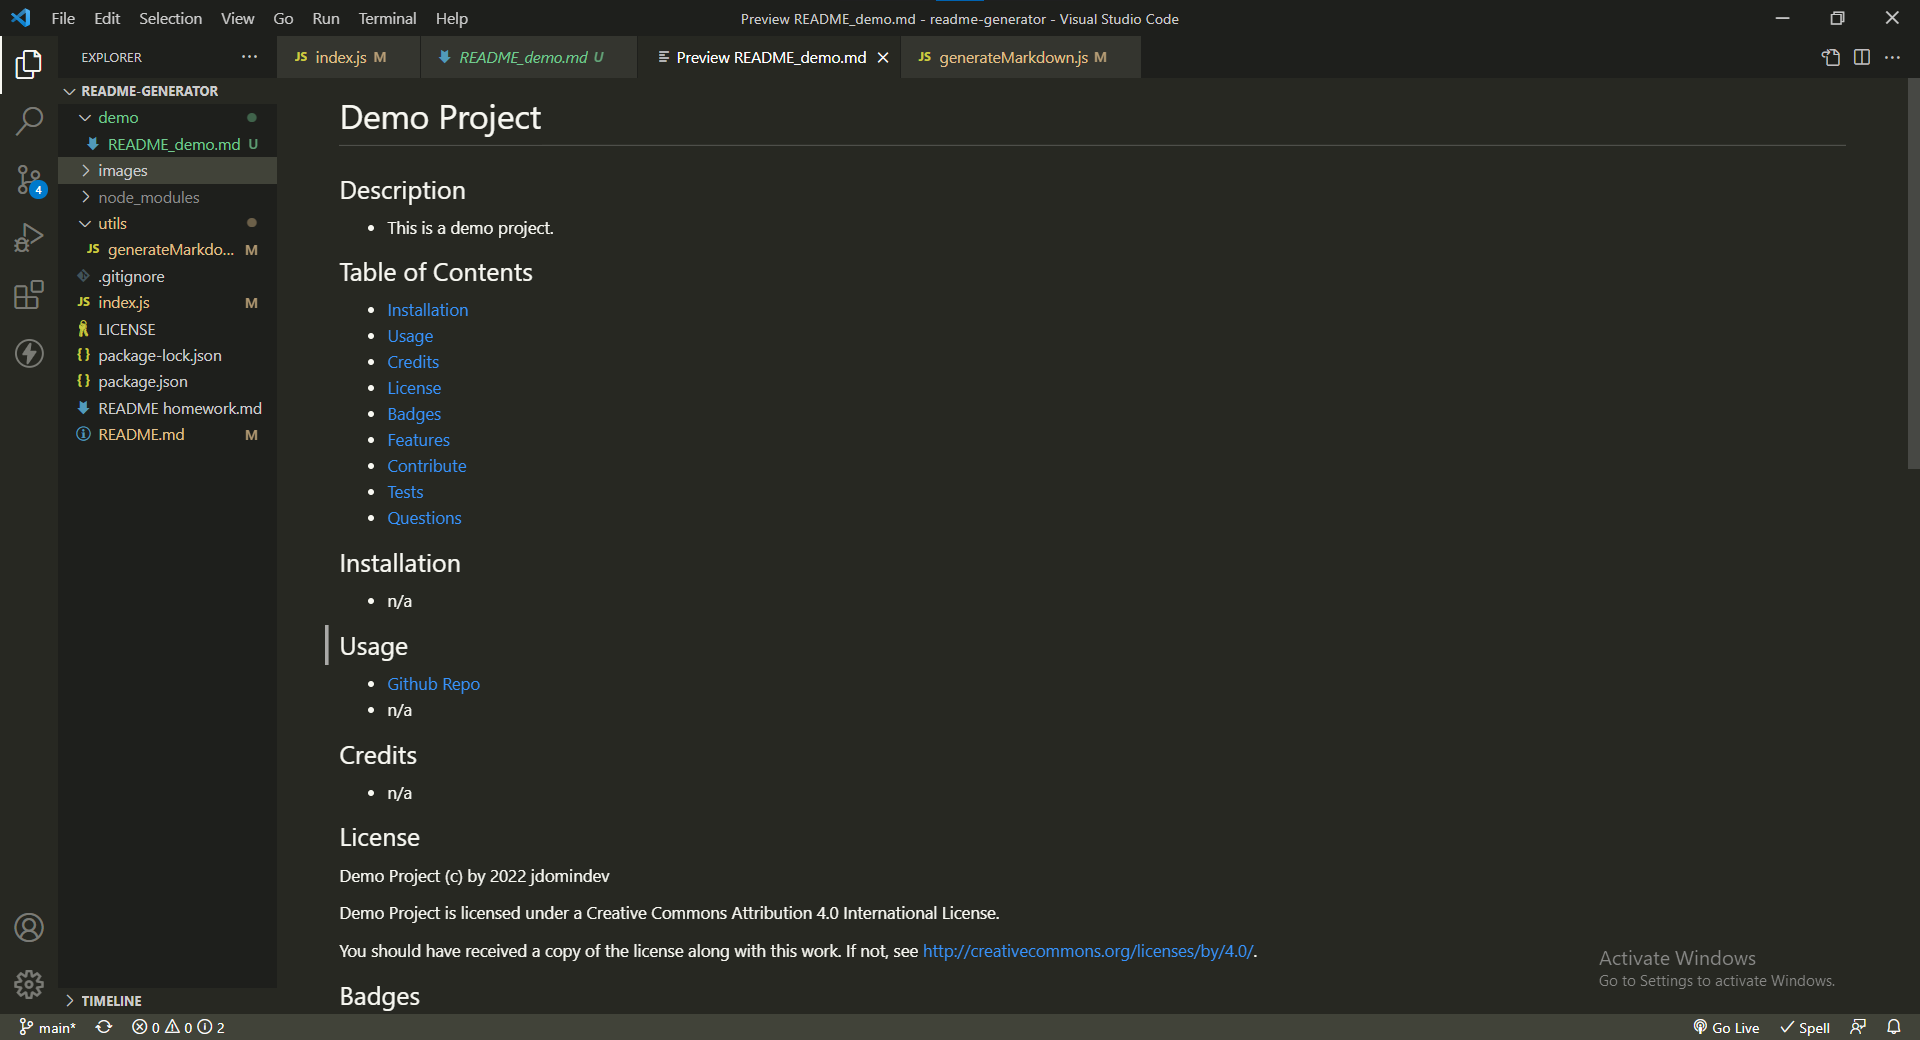 File Edit Selection View Go Run Terminal Help
Preview README_demo.md - readme-generator - Visual Studio Code
EXPLORER
JS index.js M
README_demo.md U
Preview README_demo.md
JS generateMarkdown.js M
README-GENERATOR
demo
README_demo.md U
images
node_modules
utils
JS generateMarkdo... M
.gitignore
JS index.js M
LICENSE
{} package-lock.json
{} package.json
README homework.md
README.md M
TIMELINE
4
Demo Project
Description
• This is a demo project.
Table of Contents
• Installation
• Usage
• Credits
• License
• Badges
• Features
• Contribute
• Tests
• Questions
Installation
• n/a
Usage
• Github Repo
• n/a
Credits
• n/a
License
Demo Project (c) by 2022 jdomindev
Demo Project is licensed under a Creative Commons Attribution 4.0 International License.
You should have received a copy of the license along with this work. If not, see http://creativecommons.org/licenses/by/4.0/.
Badges
Activate Windows
Go to Settings to activate Windows.
main* 0 0 2
Go Live Spell